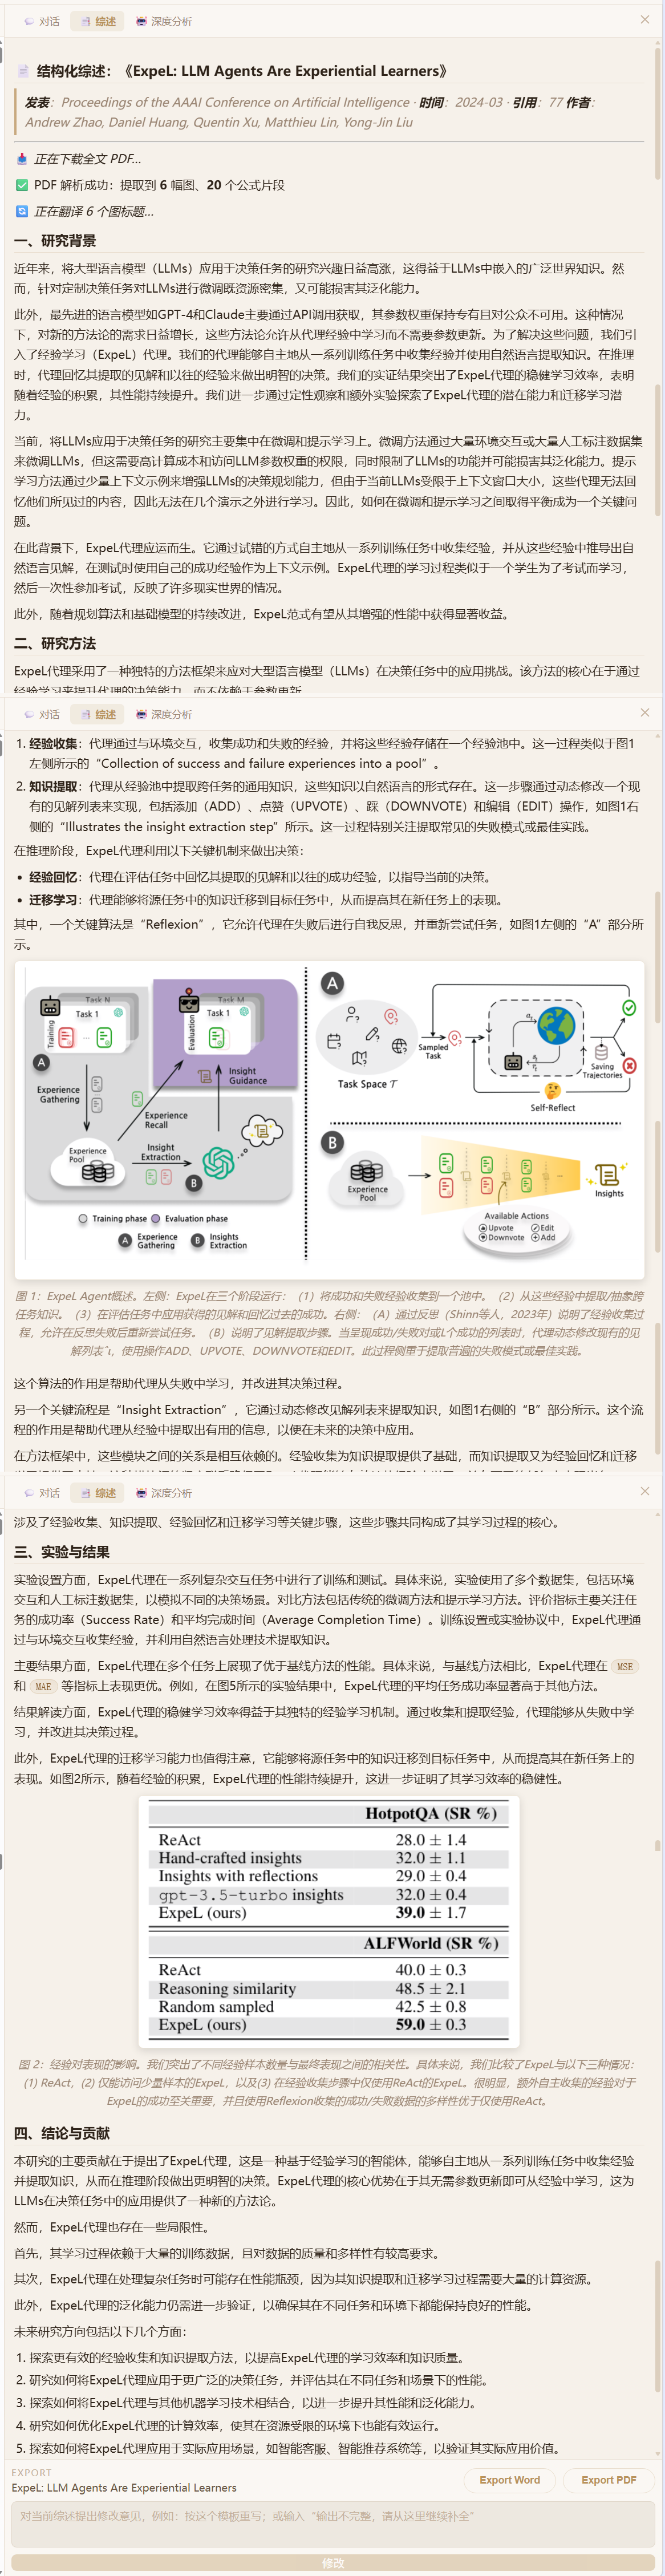 对话 综述 深度分析
结构化综述：《ExpeL: LLM Agents Are Experiential Learners》
发表：Proceedings of the AAAI Conference on Artificial Intelligence · 时间：2024-03 · 引用：77 作者：
Andrew Zhao, Daniel Huang, Quentin Xu, Matthieu Lin, Yong-Jin Liu
正在下载全文 PDF...
PDF 解析成功：提取到 6 幅图、20 个公式片段
正在翻译 6 个图标题...
一、研究背景
近年来，将大型语言模型（LLMs）应用于决策任务的研究兴趣日益高涨，这得益于LLMs中嵌入的广泛世界知识。然
而，针对定制决策任务对LLMs进行微调既资源密集，又可能损害其泛化能力。
此外，最先进的语言模型如GPT-4和Claude主要通过API调用获取，其参数权重保持专有且对公众不可用。这种情况
下，对新的方法论的需求日益增长，这些方法论允许从代理经验中学习而不需要参数更新。为了解决这些问题，我们引
入了经验学习（ExpeL）代理。我们的代理能够自主地从一系列训练任务中收集经验并使用自然语言提取知识。在推理
时，代理回忆其提取的见解和以往的经验来做出明智的决策。我们的实证结果突出了ExpeL代理的稳健学习效率，表明
随着经验的积累，其性能持续提升。我们进一步通过定性观察和额外实验探索了ExpeL代理的潜在能力和迁移学习潜
力。
当前，将LLMs应用于决策任务的研究主要集中在微调和提示学习上。微调方法通过大量环境交互或大量人工标注数据集
来微调LLMs，但这需要高计算成本和访问LLM参数权重的权限，同时限制了LLMs的功能并可能损害其泛化能力。提示
学习方法通过少量上下文示例来增强LLMs的决策规划能力，但由于当前LLMs受限于上下文窗口大小，这些代理无法回
忆他们所见过的内容，因此无法在几个演示之外进行学习。因此，如何在微调和提示学习之间取得平衡成为一个关键问
题。
在此背景下，ExpeL代理应运而生。它通过试错的方式自主地从一系列训练任务中收集经验，并从这些经验中推导出自
然语言见解，在测试时使用自己的成功经验作为上下文示例。ExpeL代理的学习过程类似于一个学生为了考试而学习，
然后一次性参加考试，反映了许多现实世界的情况。
此外，随着规划算法和基础模型的持续改进，ExpeL范式有望从其增强的性能中获得显著收益。
二、研究方法
ExpeL代理采用了一种独特的方法框架来应对大型语言模型（LLMs）在决策任务中的应用挑战。该方法的核心在于通过
经验学习来提升代理的决策能力，而不依赖于参数更新
对话 综述 深度分析
1. 经验收集：代理通过与环境交互，收集成功和失败的经验，并将这些经验存储在一个经验池中。这一过程类似于图1
左侧所示的“Collection of success and failure experiences into a pool”。
2. 知识提取：代理从经验池中提取跨任务的通用知识，这些知识以自然语言的形式存在。这一步骤通过动态修改一个现
有的见解列表来实现，包括添加（ADD）、点赞（UPVOTE）、踩（DOWNVOTE）和编辑（EDIT）操作，如图1右
侧的“Illustrates the insight extraction step”所示。这一过程特别关注提取常见的失败模式或最佳实践。
在推理阶段，ExpeL代理利用以下关键机制来做出决策：
• 经验回忆：代理在评估任务中回忆其提取的见解和以往的成功经验，以指导当前的决策。
• 迁移学习：代理能够将源任务中的知识迁移到目标任务中，从而提高其在新任务上的表现。
其中，一个关键算法是“Reflexion”，它允许代理在失败后进行自我反思，并重新尝试任务，如图1左侧的“A”部分所
示。
Training
Task N
Task 1
...
A
Experience
Gathering
Experience
Pool
Evaluation
Task M
Task 1
Insight
Guidance
Experience
Recall
Insight
Extraction
B
Training phase Evaluation phase
A Experience
Gathering
B Insights
Extraction
A
Task Space 𝒯
Sampled
Task
Saving
Trajectories
Self-Reflect
B
Experience
Pool
Insights
Available Actions
Upvote Edit
Downvote Add
图 1：ExpeL Agent概述。左侧：ExpeL在三个阶段运行：（1）将成功和失败经验收集到一个池中。（2）从这些经验中提取/抽象跨
任务知识。（3）在评估任务中应用获得的见解和回忆过去的成功。右侧：（A）通过反思（Shinn等人，2023年）说明了经验收集过
程，允许在反思失败后重新尝试任务。（B）说明了见解提取步骤。当呈现成功/失败对或L个成功的列表时，代理动态修改现有的见
解列表ˆι，使用操作ADD、UPVOTE、DOWNVOTE和EDIT。此过程侧重于提取普遍的失败模式或最佳实践。
这个算法的作用是帮助代理从失败中学习，并改进其决策过程。
另一个关键流程是“Insight Extraction”，它通过动态修改见解列表来提取知识，如图1右侧的“B”部分所示。这个流
程的作用是帮助代理从经验中提取出有用的信息，以便在未来的决策中应用。
在方法框架中，这些模块之间的关系是相互依赖的。经验收集为知识提取提供了基础，而知识提取又为经验回忆和迁移
对话 综述 深度分析
涉及了经验收集、知识提取、经验回忆和迁移学习等关键步骤，这些步骤共同构成了其学习过程的核心。
三、实验与结果
实验设置方面，ExpeL代理在一系列复杂交互任务中进行了训练和测试。具体来说，实验使用了多个数据集，包括环境
交互和人工标注数据集，以模拟不同的决策场景。对比方法包括传统的微调方法和提示学习方法。评价指标主要关注任
务的成功率（Success Rate）和平均完成时间（Average Completion Time）。训练设置或实验协议中，ExpeL代理通
过与环境交互收集经验，并利用自然语言处理技术提取知识。
主要结果方面，ExpeL代理在多个任务上展现了优于基线方法的性能。具体来说，与基线方法相比，ExpeL代理在 MSE
和 MAE 等指标上表现更优。例如，在图5所示的实验结果中，ExpeL代理的平均任务成功率显著高于其他方法。
结果解读方面，ExpeL代理的稳健学习效率得益于其独特的经验学习机制。通过收集和提取经验，代理能够从失败中学
习，并改进其决策过程。
此外，ExpeL代理的迁移学习能力也值得注意，它能够将源任务中的知识迁移到目标任务中，从而提高其在新任务上的
表现。如图2所示，随着经验的积累，ExpeL代理的性能持续提升，这进一步证明了其学习效率的稳健性。
HotpotQA (SR %)
ReAct 28.0 ± 1.4
Hand-crafted insights 32.0 ± 1.1
Insights with reflections 29.0 ± 0.4
gpt-3.5-turbo insights 32.0 ± 0.4
ExpeL (ours) 39.0 ± 1.7
ALFWorld (SR %)
ReAct 40.0 ± 0.3
Reasoning similarity 48.5 ± 2.1
Random sampled 42.5 ± 0.8
ExpeL (ours) 59.0 ± 0.3
图 2：经验对表现的影响。我们突出了不同经验样本数量与最终表现之间的相关性。具体来说，我们比较了ExpeL与以下三种情况：
(1) ReAct，(2) 仅能访问少量样本的ExpeL，以及(3) 在经验收集步骤中仅使用ReAct的ExpeL。很明显，额外自主收集的经验对于
ExpeL的成功至关重要，并且使用Reflexion收集的成功/失败数据的多样性优于仅使用ReAct。
四、结论与贡献
本研究的主要贡献在于提出了ExpeL代理，这是一种基于经验学习的智能体，能够自主地从一系列训练任务中收集经验
并提取知识，从而在推理阶段做出更明智的决策。ExpeL代理的核心优势在于其无需参数更新即可从经验中学习，这为
LLMs在决策任务中的应用提供了一种新的方法论。
然而，ExpeL代理也存在一些局限性。
首先，其学习过程依赖于大量的训练数据，且对数据的质量和多样性有较高要求。
其次，ExpeL代理在处理复杂任务时可能存在性能瓶颈，因为其知识提取和迁移学习过程需要大量的计算资源。
此外，ExpeL代理的泛化能力仍需进一步验证，以确保其在不同任务和环境下都能保持良好的性能。
未来研究方向包括以下几个方面：
1. 探索更有效的经验收集和知识提取方法，以提高ExpeL代理的学习效率和知识质量。
2. 研究如何将ExpeL代理应用于更广泛的决策任务，并评估其在不同任务和场景下的性能。
3. 探索如何将ExpeL代理与其他机器学习技术相结合，以进一步提升其性能和泛化能力。
4. 研究如何优化ExpeL代理的计算效率，使其在资源受限的环境下也能有效运行。
5. 探索如何将ExpeL代理应用于实际应用场景，如智能客服、智能推荐系统等，以验证其实际应用价值。
EXPORT
ExpeL: LLM Agents Are Experiential Learners
Export Word Export PDF
对当前综述提出修改意见，例如：按这个模板重写；或输入“输出不完整，请从这里继续补全”
修改